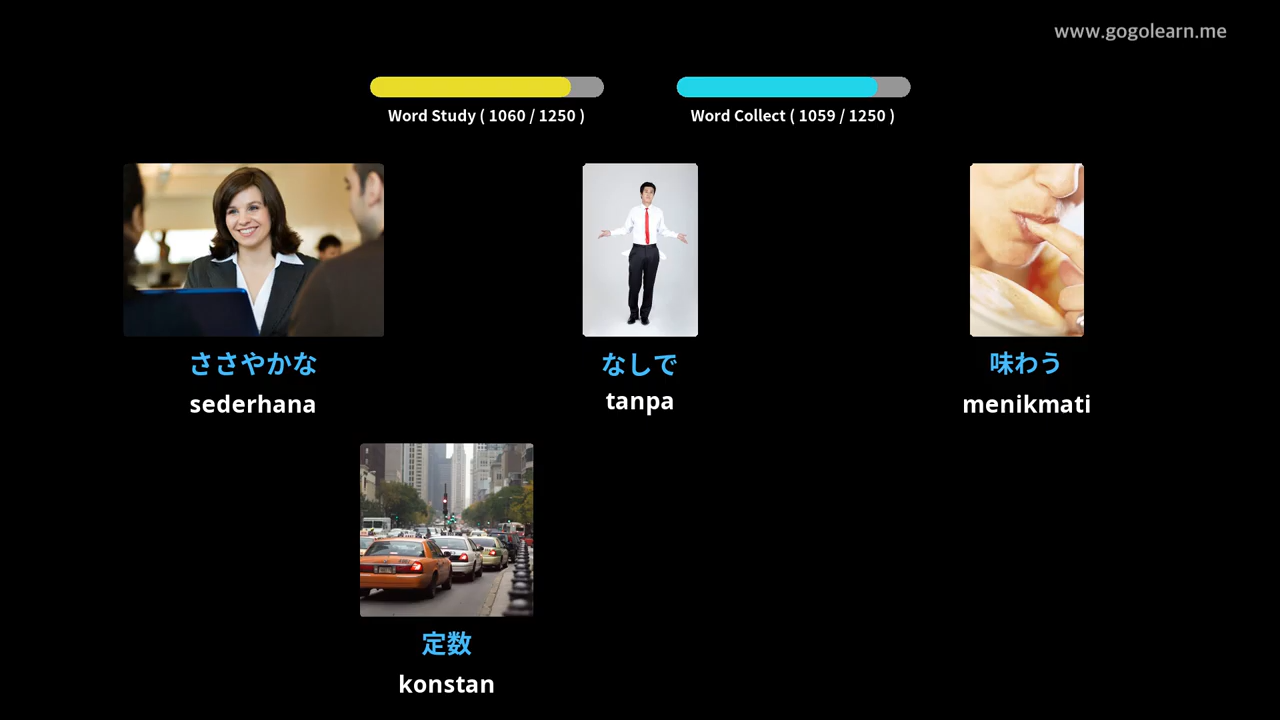 www.gogolearn.me
Word Study ( 1060 / 1250 )
Word Collect ( 1059 / 1250 )
ささやかな
sederhana
なしで
tanpa
味わう
menikmati
定数
konstan